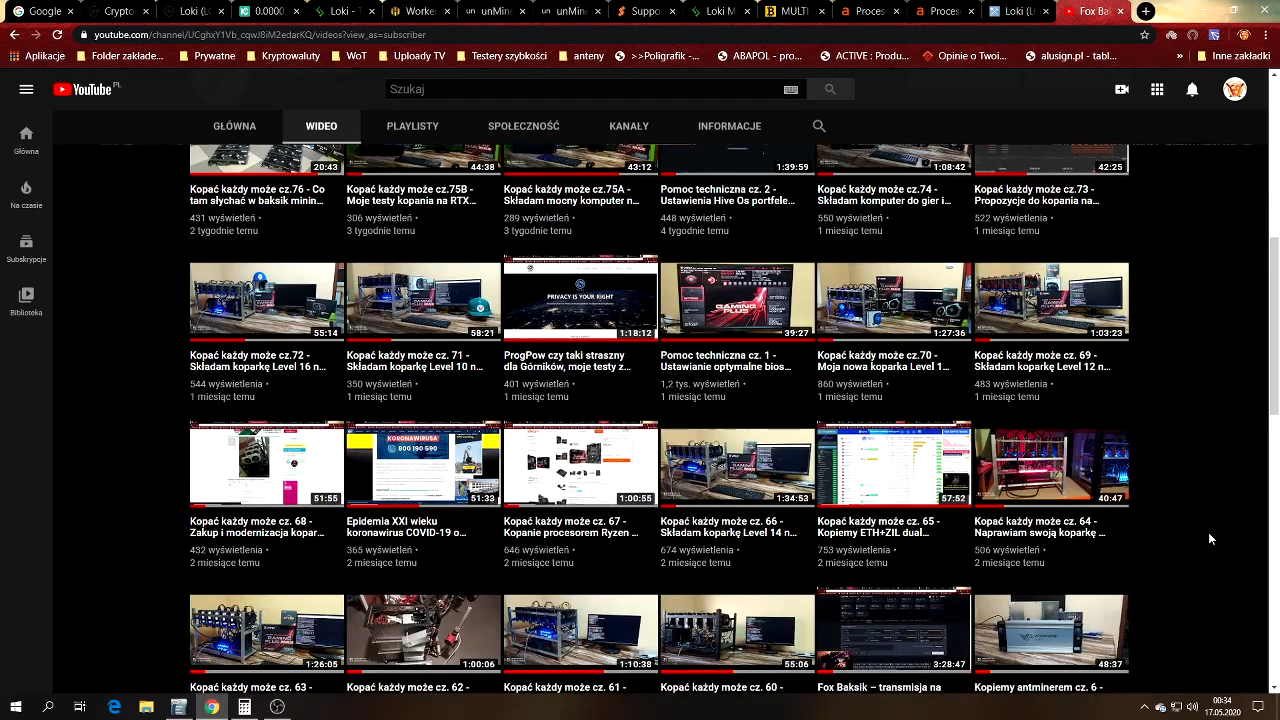 Google
Crypto
Loki (L
0.0000
Loki - T
Worker
unMine
unMine
Suppo
Loki M
MULTI
Proces
Proces
Loki (L
Fox Ba
youtube.com/channel/UCghxY1Vb_cqwJ8iM2edarKQ/videos?view_as=subscriber
Aplikacje
Folder zakładę...
Prywatne
Kryptowaluty
WoT
Uploady TV
Testery szybkości
anteny
>>Poligrafik -...
ABAPOL - pro...
ACTIVE : Produ...
Opinie o Twoi...
alusign.pl - tabl...
»
Inne zakładki
YouTube PL
Szukaj
GŁÓWNA
WIDEO
PLAYLISTY
SPOŁECZNOŚĆ
KANAŁY
INFORMACJE
Główna
Na czasie
Subskrypcje
Biblioteka
20:43
44:38
43:12
1:39:59
1:08:42
42:25
Kopać każdy może cz.76 - Co
tam słychać w baksik minin...
431 wyświetleń •
2 tygodnie temu
Kopać każdy może cz.75B -
Moje testy kopania na RTX...
306 wyświetleń •
3 tygodnie temu
Kopać każdy może cz.75A -
Składam mocny komputer n...
289 wyświetleń •
3 tygodnie temu
Pomoc techniczna cz. 2 -
Ustawienia Hive Os portfele...
448 wyświetleń •
4 tygodnie temu
Kopać każdy może cz.74 -
Składam komputer do gier i...
550 wyświetleń •
1 miesiąc temu
Kopać każdy może cz.73 -
Propozycje do kopania na...
522 wyświetlenia •
1 miesiąc temu
55:14
58:21
PRIVACY IS YOUR RIGHT
1:18:12
GAMING
PLUS
39:27
1:27:36
1:03:23
Kopać każdy może cz.72 -
Składam koparkę Level 16 n...
544 wyświetlenia •
1 miesiąc temu
Kopać każdy może cz. 71 -
Składam koparkę Level 10 n...
350 wyświetleń •
1 miesiąc temu
ProgPow czy taki straszny
dla Górników, moje testy z...
401 wyświetleń •
1 miesiąc temu
Pomoc techniczna cz. 1 -
Ustawianie optymalne bios...
1,2 tys. wyświetleń •
1 miesiąc temu
Kopać każdy może cz.70 -
Moja nowa koparka Level 1...
860 wyświetleń •
1 miesiąc temu
Kopać każdy może cz. 69 -
Składam koparkę Level 12 n...
483 wyświetlenia •
1 miesiąc temu
51:55
KORONAWIRUSA
800 190 590
51:33
1:00:55
1:34:53
57:52
40:47
Kopać każdy może cz. 68 -
Zakup i modernizacja kopar...
432 wyświetlenia •
2 miesiące temu
Epidemia XXI wieku
koronawirus COVID-19 o...
365 wyświetleń •
2 miesiące temu
Kopać każdy może cz. 67 -
Kopanie procesorem Ryzen ...
646 wyświetleń •
2 miesiące temu
Kopać każdy może cz. 66 -
Składam koparkę Level 14 n...
674 wyświetlenia •
2 miesiące temu
Kopać każdy może cz. 65 -
Kopiemy ETH+ZIL dual...
753 wyświetlenia •
2 miesiące temu
Kopać każdy może cz. 64 -
Naprawiam swoją koparkę ...
506 wyświetleń •
2 miesiące temu
1:26:05
1:00:06
1:10:36
3:28:47
Kopać każdy może cz. 63 -
Kopać każdy może cz. 62 -
Kopać każdy może cz. 61 -
Kopać każdy może cz. 60 -
Fox Baksik – transmisja na
Kopiemy antminerem cz. 6 -
00:34
17.05.2020